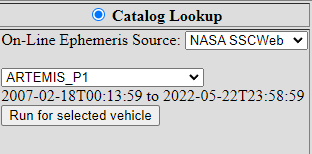 Catalog Lookup
On-Line Ephemeris Source: NASA SSCWeb
ARTEMIS_P1
2007-02-18T00:13:59 to 2022-05-22T23:58:59
Run for selected vehicle